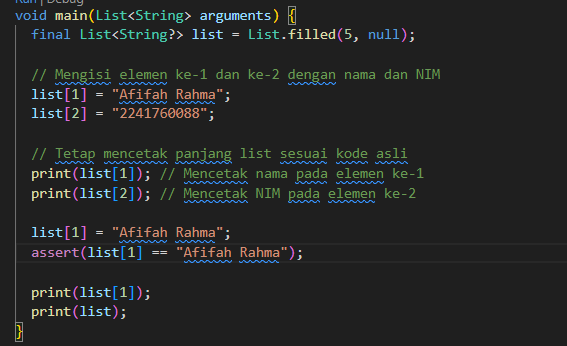 Run | Debug
void main(List<String> arguments) {
final List<String?> list = List.filled(5, null);
// Mengisi elemen ke-1 dan ke-2 dengan nama dan NIM
list[1] = "Afifah Rahma";
list[2] = "2241760088";
// Tetap mencetak panjang list sesuai kode asli
print(list[1]); // Mencetak nama pada elemen ke-1
print(list[2]); // Mencetak NIM pada elemen ke-2
list[1] = "Afifah Rahma";
assert(list[1] == "Afifah Rahma");
print(list[1]);
print(list);
}